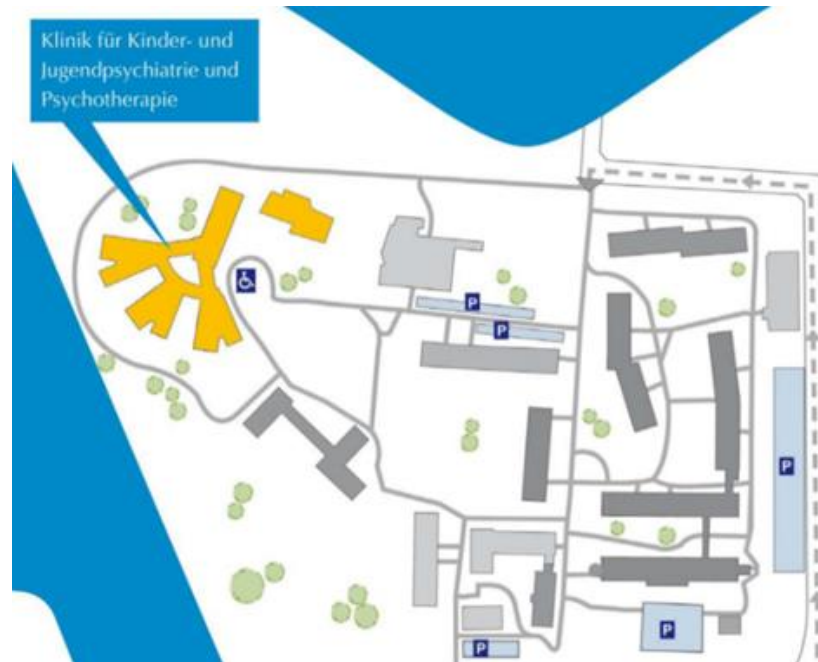 Klinik für Kinder- und
Jugendpsychiatrie und
Psychotherapie
P
P
P
P
P